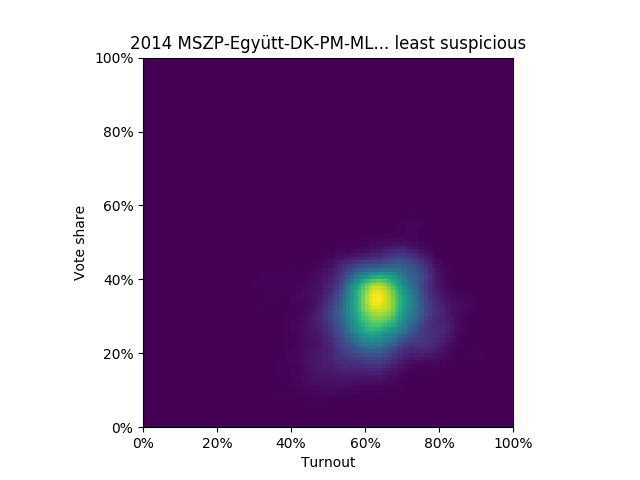 2014 MSZP-Együtt-DK-PM-ML... least suspicious
100%
80%
60%
40%
20%
0%
Vote share
0% 20% 40% 60% 80% 100%
Turnout